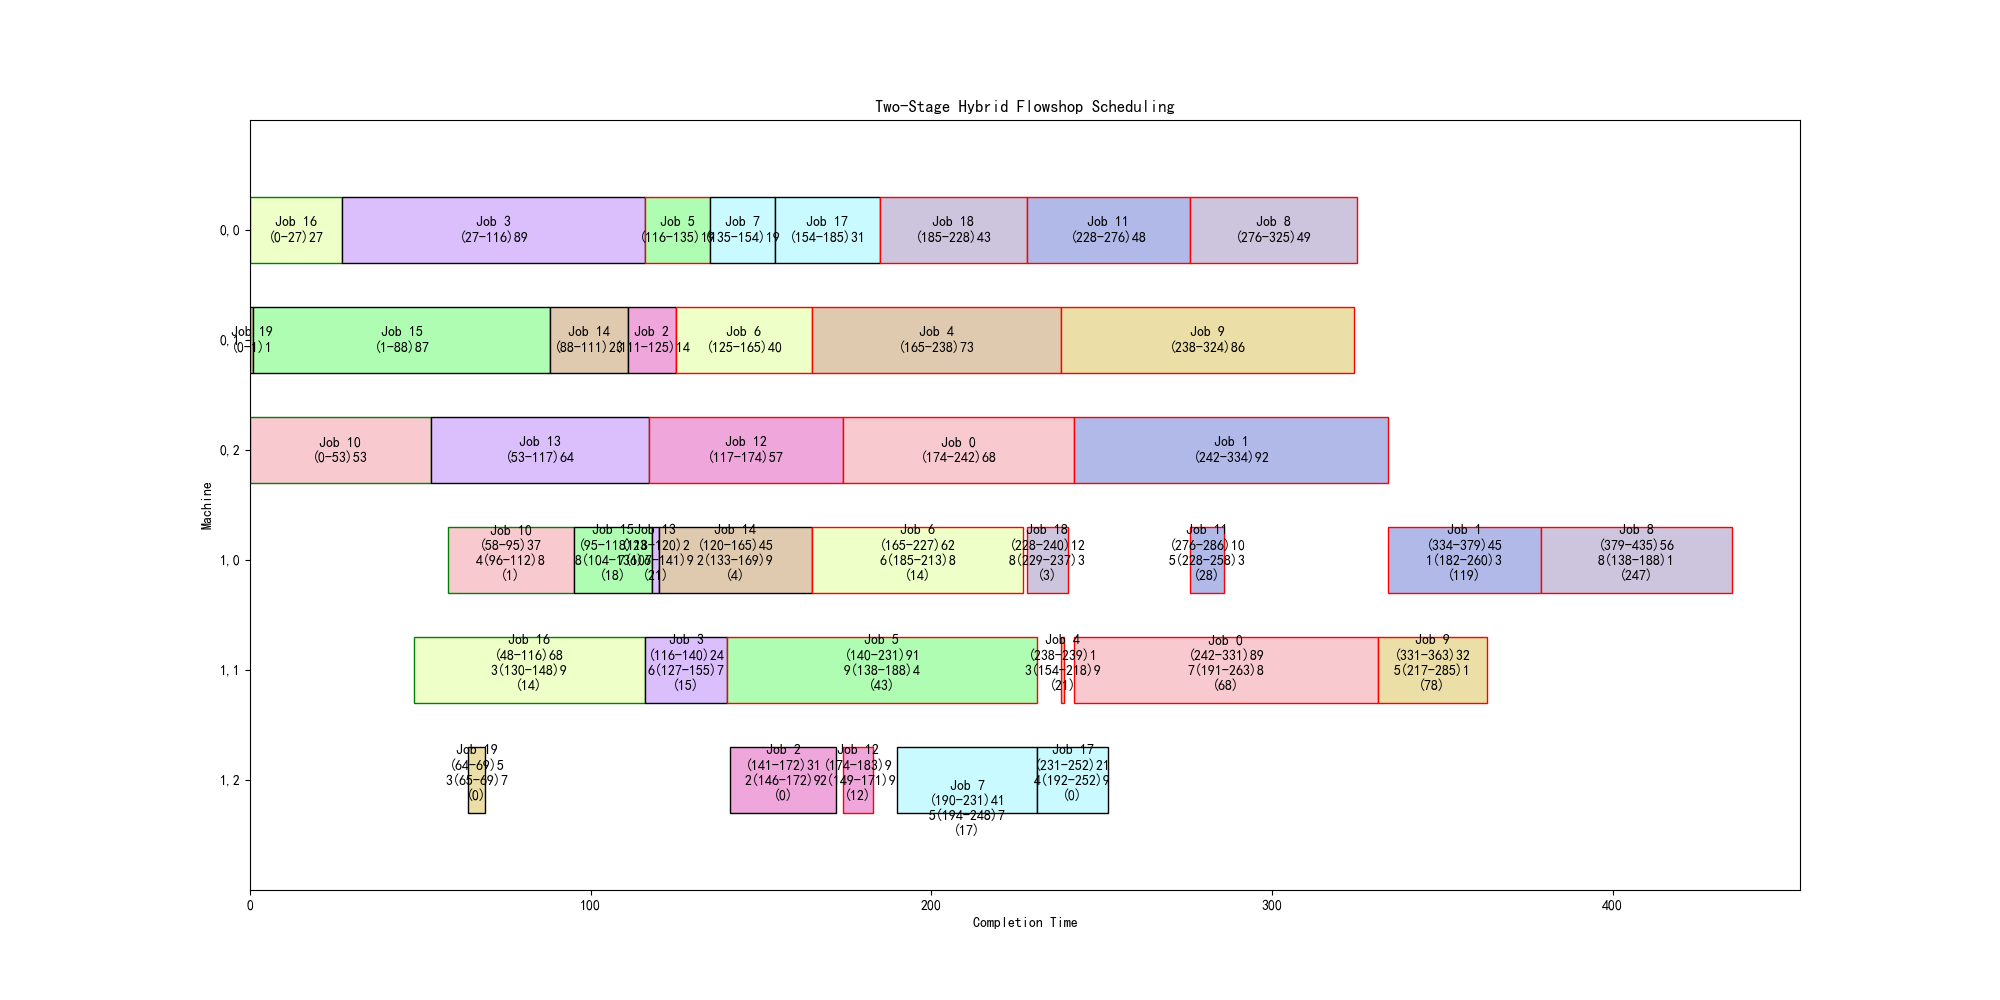 Two-Stage Hybrid Flowshop Scheduling
0,0
Job 16
(0-27)27
Job 3
(27-116)89
Job 5
(116-135)19
Job 7
(135-154)19
Job 17
(154-185)31
Job 18
(185-228)43
Job 11
(228-276)48
Job 8
(276-325)49
0,1
Job 19
(0-1)1
Job 15
(1-88)87
Job 14
(88-111)23
Job 2
(111-125)14
Job 6
(125-165)40
Job 4
(165-238)73
Job 9
(238-324)86
0,2
Job 10
(0-53)53
Job 13
(53-117)64
Job 12
(117-174)57
Job 0
(174-242)68
Job 1
(242-334)92
Machine
1,0
Job 10
(58-95)37
4(96-112)8
(1)
Job 15
(95-118)23
(18)
Job 13
(118-120)2
(21)
Job 14
(120-165)45
2(133-169)9
(4)
Job 6
(165-227)62
6(185-213)8
(14)
Job 18
(228-240)12
8(229-237)3
(3)
Job 11
(276-286)10
5(228-258)3
(28)
Job 1
(334-379)45
1(182-260)3
(119)
Job 8
(379-435)56
8(138-188)1
(247)
1,1
Job 16
(48-116)68
3(130-148)9
(14)
Job 3
(116-140)24
6(127-155)7
(15)
Job 5
(140-231)91
9(138-188)4
(43)
Job 4
(238-239)1
3(154-218)9
(21)
Job 0
(242-331)89
7(191-263)8
(68)
Job 9
(331-363)32
5(217-285)1
(78)
1,2
Job 19
(64-69)5
3(65-69)7
(0)
Job 2
(141-172)31
2(146-172)9
(0)
Job 12
(174-183)9
2(149-171)9
(12)
Job 7
(190-231)41
5(194-248)7
(17)
Job 17
(231-252)21
4(192-252)9
(0)
0
100
200
300
400
Completion Time